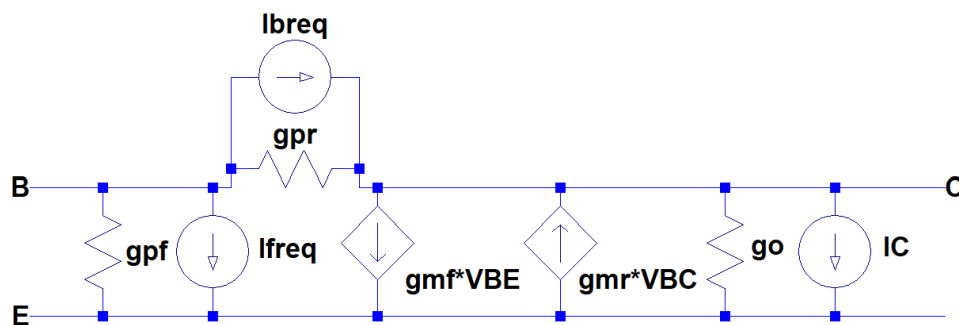 Ibreq
gpr
B
C
gpf
Ifreq
gmf*VBE
gmr*VBC
go
IC
E